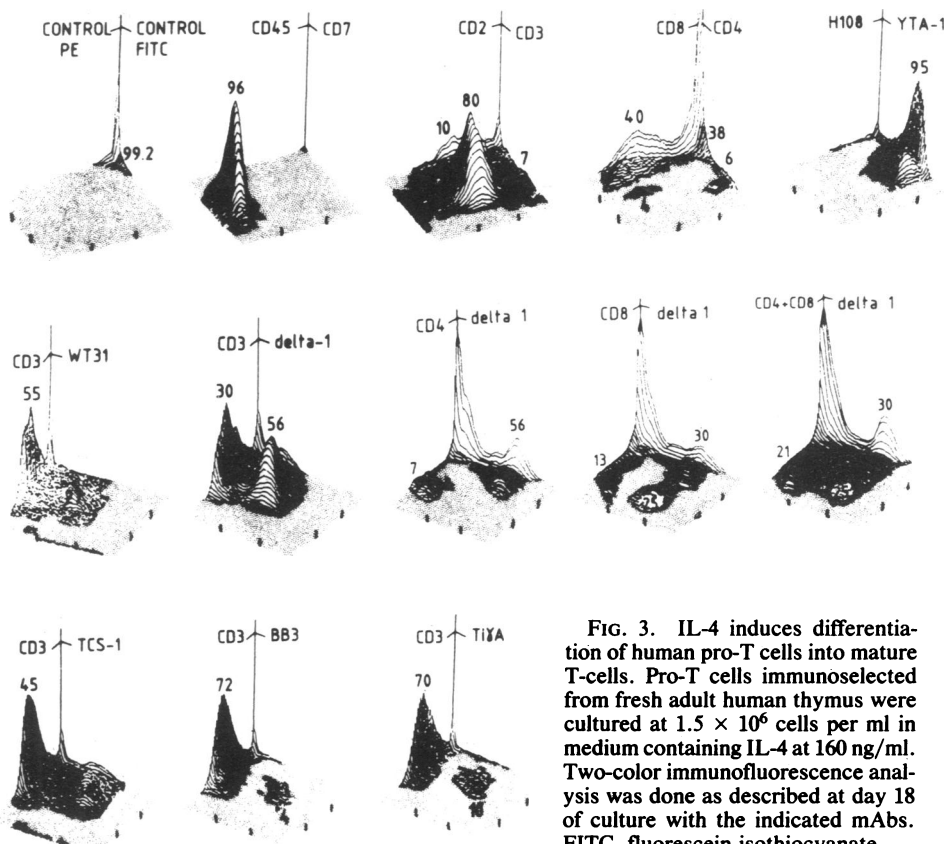 CONTROL PE CONTROL FITC
99.2
CD45 CD7
96
CD2 CD3
10 80 7
CD8 CD4
40 38 6
H108 YTA-1
95
CD3 WT31
55
CD3 delta-1
30 56
CD4 delta 1
7 56
CD8 delta 1
13 30
CD4+CD8 delta 1
21 30
CD3 TCS-1
45
CD3 BB3
72
CD3 TiɣA
70
FIG. 3. IL-4 induces differentia-
tion of human pro-T cells into mature
T-cells. Pro-T cells immunoselected
from fresh adult human thymus were
cultured at 1.5 × 10⁶ cells per ml in
medium containing IL-4 at 160 ng/ml.
Two-color immunofluorescence anal-
ysis was done as described at day 18
of culture with the indicated mAbs.
FITC, fluorescein isothiocyanate.